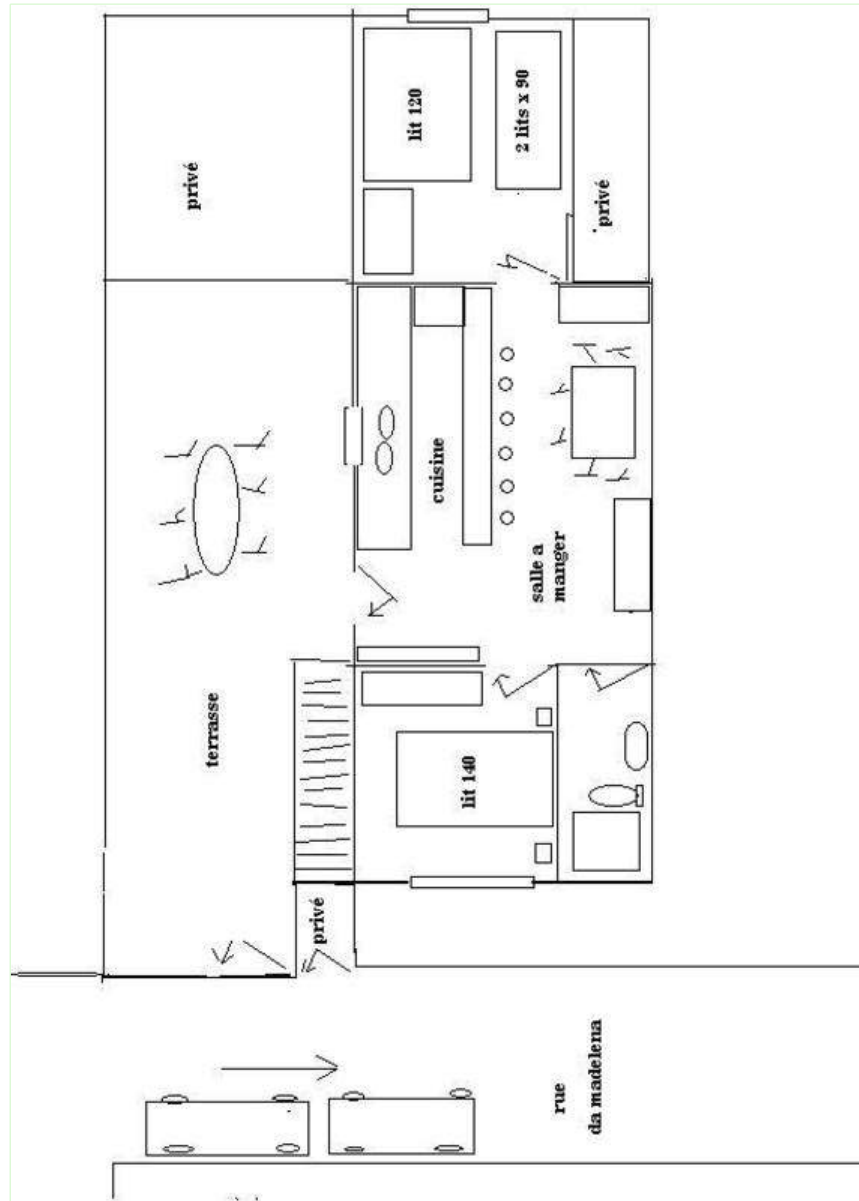 lit 120
2 lits x 90
privé
privé
cuisine
salle a
manger
terrasse
lit 140
privé
rue
da madelena